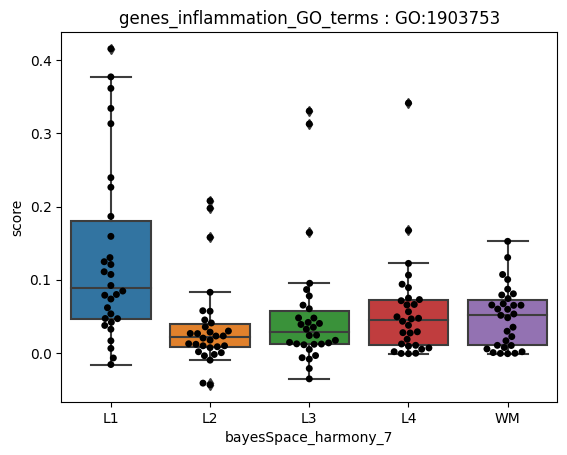 genes_inflammation_GO_terms : GO:1903753
score
0.4
0.3
0.2
0.1
0.0
L1 L2 L3 L4 WM
bayesSpace_harmony_7